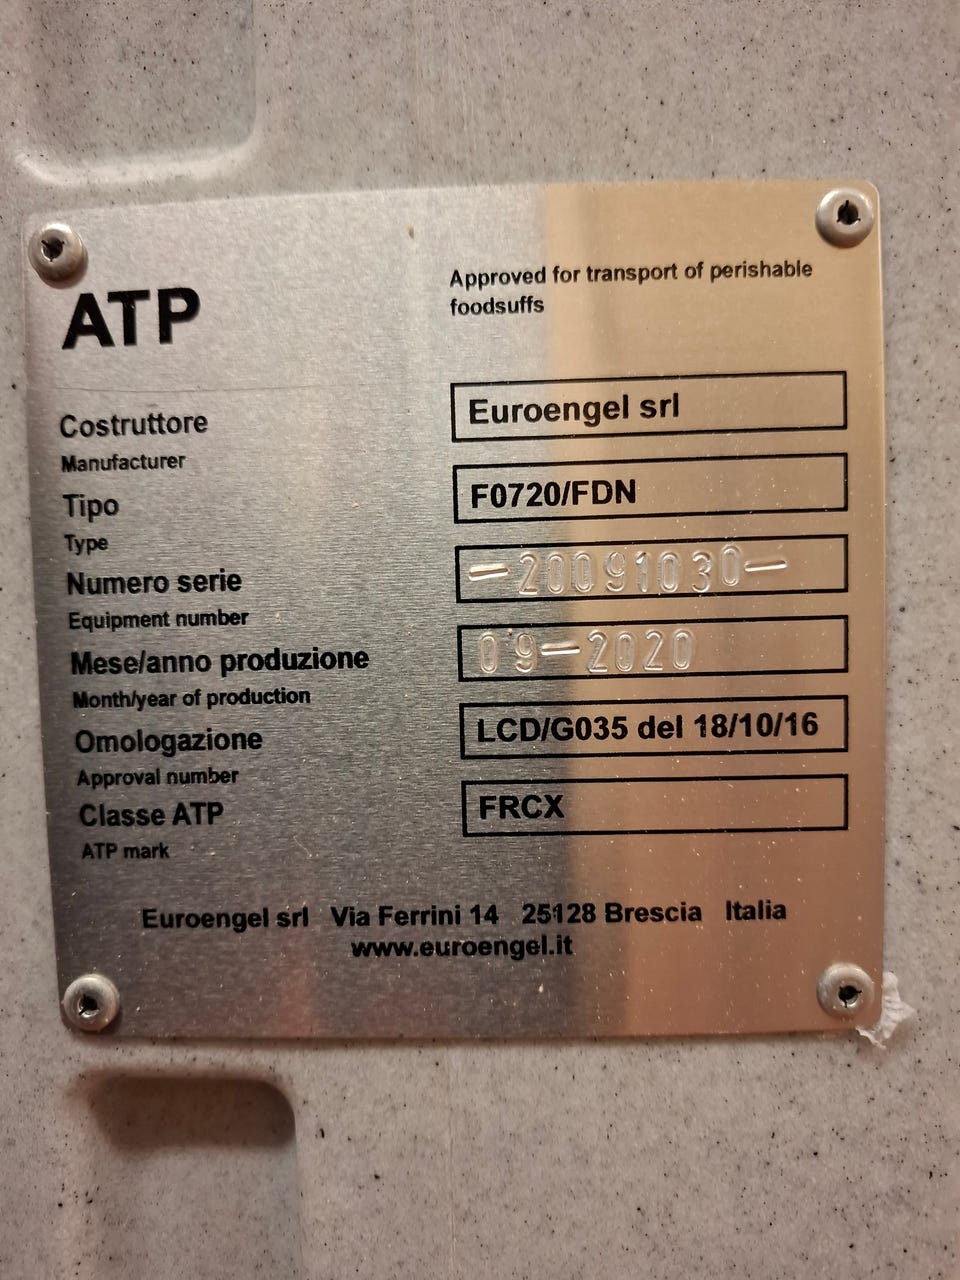 ATP
Approved for transport of perishable
foodsuffs
Costruttore
Manufacturer
Euroengel srl
Tipo
Type
F0720/FDN
Numero serie
Equipment number
-20091030-
Mese/anno produzione
Month/year of production
09-2020
Omologazione
Approval number
LCD/G035 del 18/10/16
Classe ATP
ATP mark
FRCX
Euroengel srl Via Ferrini 14 25128 Brescia Italia
www.euroengel.it